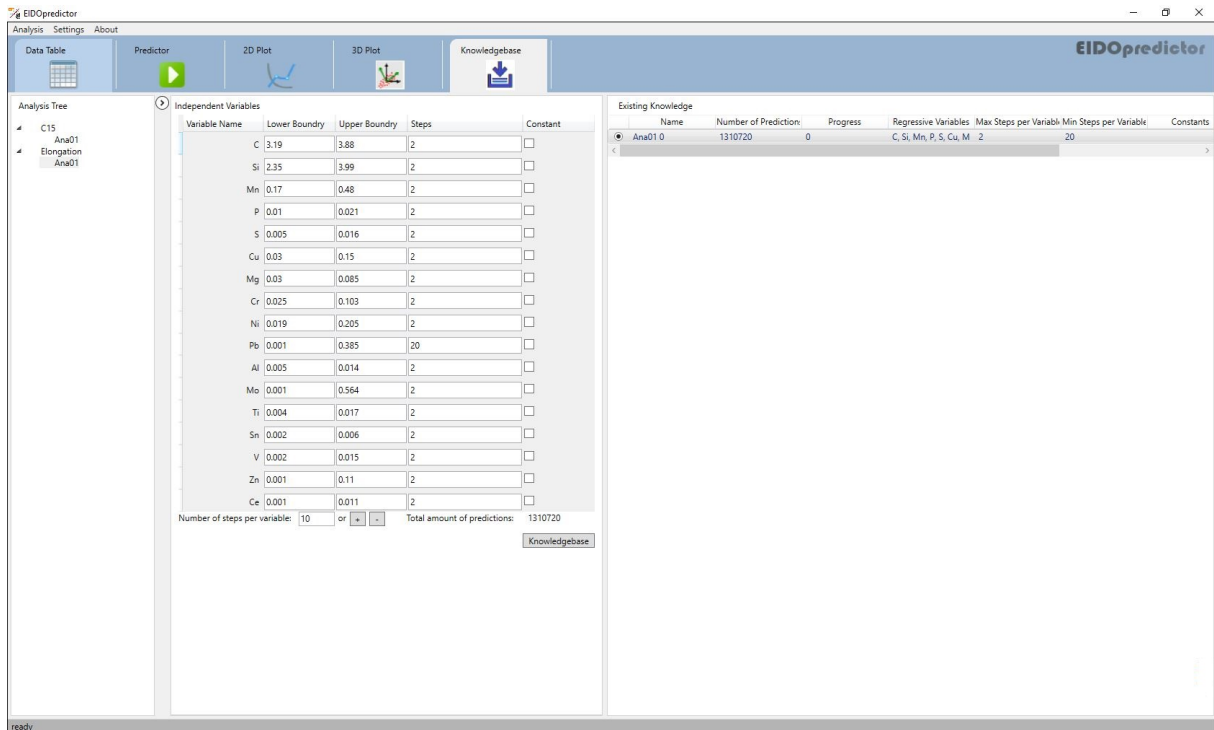 EIDOpredictor
Analysis Settings About
Data Table Predictor 2D Plot 3D Plot Knowledgebase EIDOpredictor
Analysis Tree
C15
Ana01
Elongation
Ana01
Independent Variables
Variable Name Lower Boundry Upper Boundry Steps Constant
C 3.19 3.88 2
Si 2.35 3.99 2
Mn 0.17 0.48 2
P 0.01 0.021 2
S 0.005 0.016 2
Cu 0.03 0.15 2
Mg 0.03 0.085 2
Cr 0.025 0.103 2
Ni 0.019 0.205 2
Pb 0.001 0.385 20
Al 0.005 0.014 2
Mo 0.001 0.564 2
Ti 0.004 0.017 2
Sn 0.002 0.006 2
V 0.002 0.015 2
Zn 0.001 0.11 2
Ce 0.001 0.011 2
Number of steps per variable: 10 or + - Total amount of predictions: 1310720
Knowledgebase
Existing Knowledge
Name Number of Prediction Progress Regressive Variables Max Steps per Variabl Min Steps per Variable Constants
Ana01 0 1310720 0 C, Si, Mn, P, S, Cu, M 2 20
ready